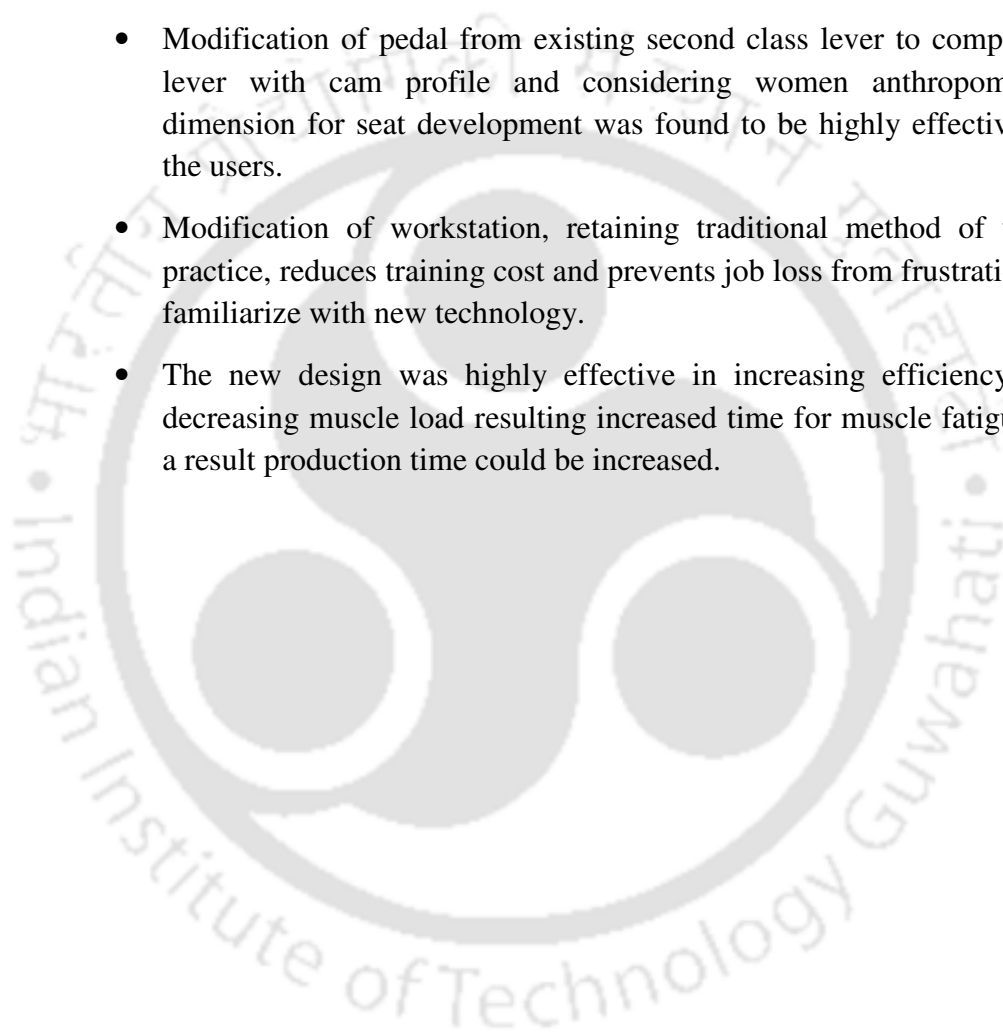 • Modification of pedal from existing second class lever to comp
lever with cam profile and considering women anthropom
dimension for seat development was found to be highly effectiv
the users.
• Modification of workstation, retaining traditional method of
practice, reduces training cost and prevents job loss from frustrati
familiarize with new technology.
• The new design was highly effective in increasing efficiency
decreasing muscle load resulting increased time for muscle fatigu
a result production time could be increased.
Indian Institute of Technology Guwahati